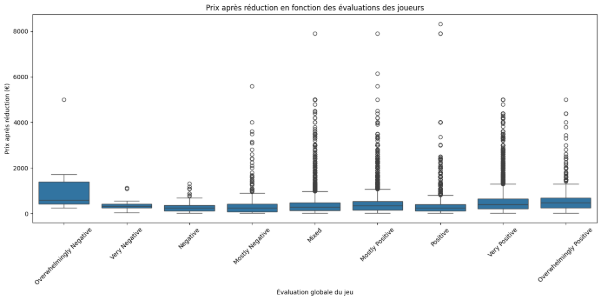 Prix après réduction en fonction des évaluations des joueurs
Prix après réduction (€)
8000
6000
4000
2000
0
Overwhelmingly Negative
Very Negative
Negative
Mostly Negative
Mixed
Mostly Positive
Positive
Very Positive
Overwhelmingly Positive
Évaluation globale du jeu